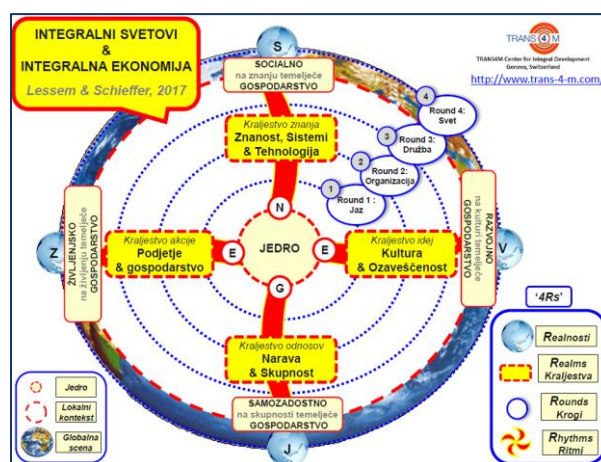 INTEGRALNI SVETOVI
&
INTEGRALNA EKONOMIJA
Lessem & Schieffer, 2017
TRANS 4 M
TRANS4M Center for Integral Development
Geneva, Switzerland
http://www.trans-4-m.com/
S
SOCIALNO
na znanju temelječe
GOSPODARSTVO
Kraljestvo znanja
Znanost, Sistemi
& Tehnologija
4
Round 4:
Svet
3
Round 3:
Družba
2
Round 2:
Organizacija
1
Round 1 :
Jaz
N
Z
ŽIVLJENJSKO
na življenju temelječe
GOSPODARSTVO
Kraljestvo akcije
Podjetje
& gospodarstvo
E
JEDRO
E
Kraljestvo idej
Kultura
& Ozaveščenost
RAZVOJNO
na kulturi temelječe
GOSPODARSTVO
V
G
Kraljestvo odnosov
Narava
& Skupnost
SAMOZADOSTNO
na skupnosti temelječe
GOSPODARSTVO
J
Jedro
Lokalni
kontekst
Globalna
scena
'4Rs'
Realnosti
Realms
Kraljestva
Rounds
Krogi
Rhythms
Ritmi